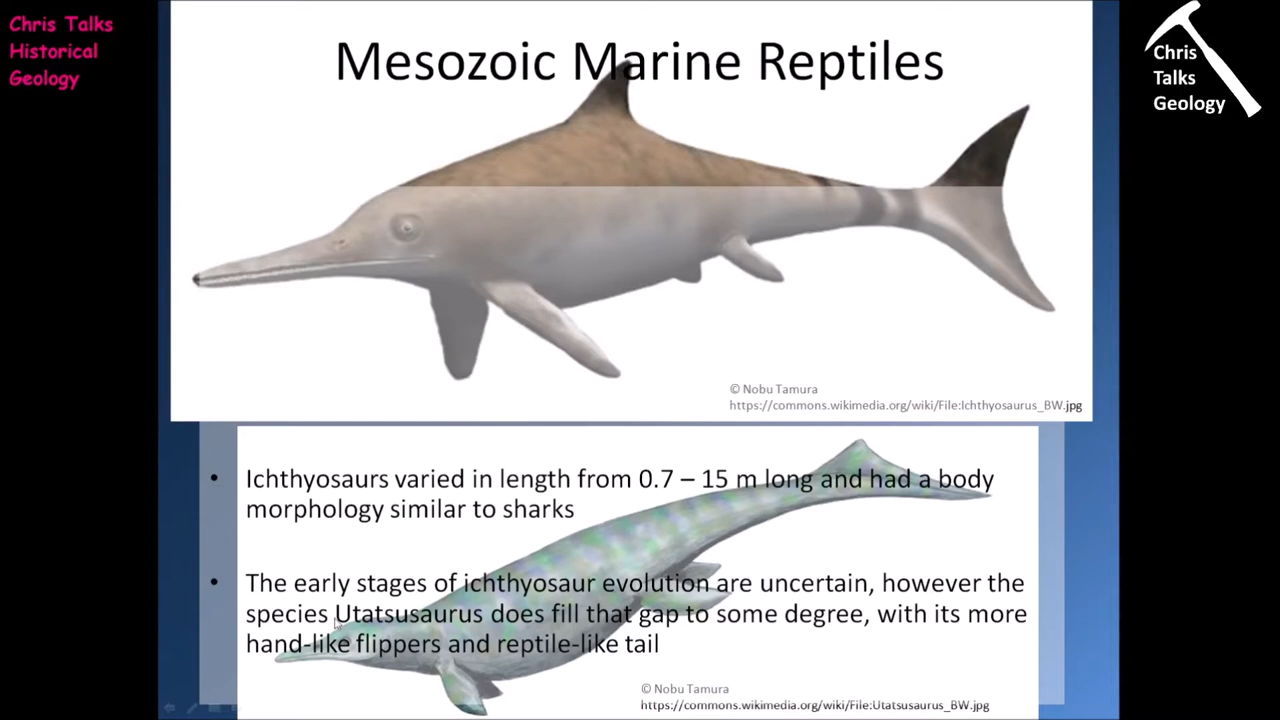 Chris Talks
Historical
Geology
Mesozoic Marine Reptiles
Chris
Talks
Geology
© Nobu Tamura
https://commons.wikimedia.org/wiki/File:Ichthyosaurus_BW.jpg
• Ichthyosaurs varied in length from 0.7 – 15 m long and had a body
morphology similar to sharks
• The early stages of ichthyosaur evolution are uncertain, however the
species Utatsusaurus does fill that gap to some degree, with its more
hand-like flippers and reptile-like tail
© Nobu Tamura
https://commons.wikimedia.org/wiki/File:Utatsusaurus_BW.jpg